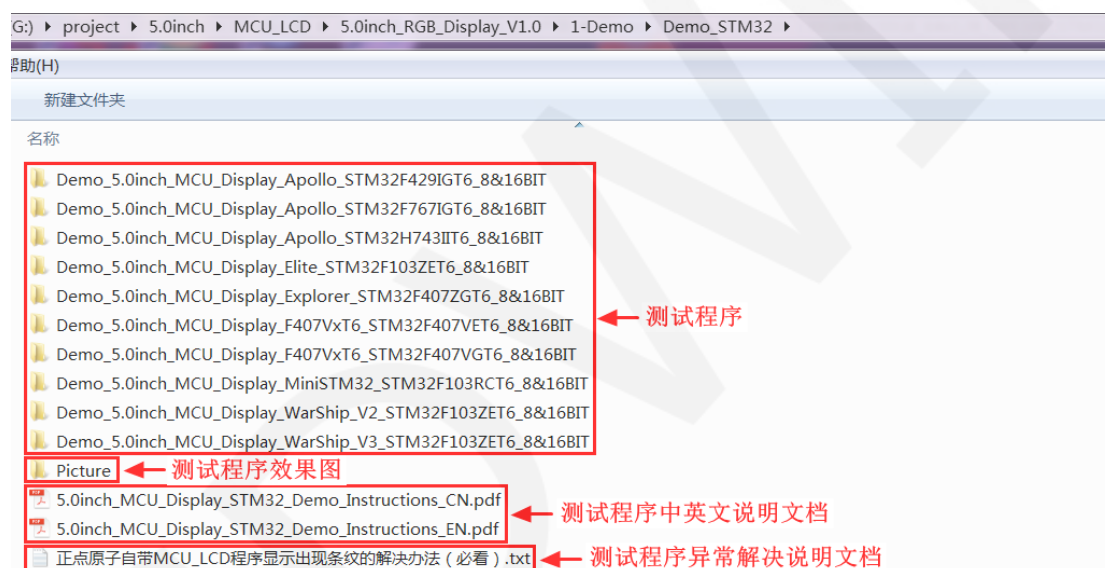 G:) ▸ project ▸ 5.0inch ▸ MCU_LCD ▸ 5.0inch_RGB_Display_V1.0 ▸ 1-Demo ▸ Demo_STM32 ▸
帮助(H)
新建文件夹
名称
Demo_5.0inch_MCU_Display_Apollo_STM32F429IGT6_8&16BIT
Demo_5.0inch_MCU_Display_Apollo_STM32F767IGT6_8&16BIT
Demo_5.0inch_MCU_Display_Apollo_STM32H743IIT6_8&16BIT
Demo_5.0inch_MCU_Display_Elite_STM32F103ZET6_8&16BIT
Demo_5.0inch_MCU_Display_Explorer_STM32F407ZGT6_8&16BIT
Demo_5.0inch_MCU_Display_F407VxT6_STM32F407VET6_8&16BIT 测试程序
Demo_5.0inch_MCU_Display_F407VxT6_STM32F407VGT6_8&16BIT
Demo_5.0inch_MCU_Display_MiniSTM32_STM32F103RCT6_8&16BIT
Demo_5.0inch_MCU_Display_WarShip_V2_STM32F103ZET6_8&16BIT
Demo_5.0inch_MCU_Display_WarShip_V3_STM32F103ZET6_8&16BIT
Picture 测试程序效果图
5.0inch_MCU_Display_STM32_Demo_Instructions_CN.pdf 测试程序中英文说明文档
5.0inch_MCU_Display_STM32_Demo_Instructions_EN.pdf
正点原子自带MCU_LCD程序显示出现条纹的解决办法（必看）.txt 测试程序异常解决说明文档